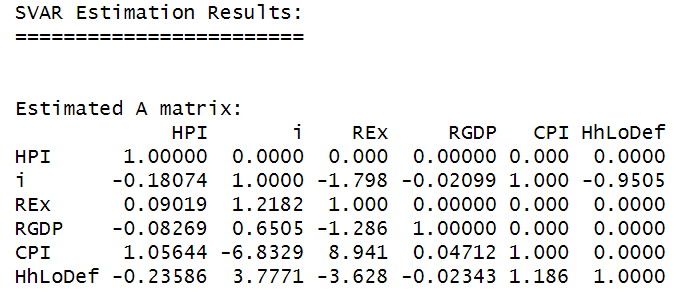 SVAR Estimation Results:
========================
Estimated A matrix:
HPI i REx RGDP CPI HhLoDef
HPI 1.00000 0.0000 0.000 0.00000 0.000 0.0000
i -0.18074 1.0000 -1.798 -0.02099 1.000 -0.9505
REx 0.09019 1.2182 1.000 0.00000 0.000 0.0000
RGDP -0.08269 0.6505 -1.286 1.00000 0.000 0.0000
CPI 1.05644 -6.8329 8.941 0.04712 1.000 0.0000
HhLoDef -0.23586 3.7771 -3.628 -0.02343 1.186 1.0000